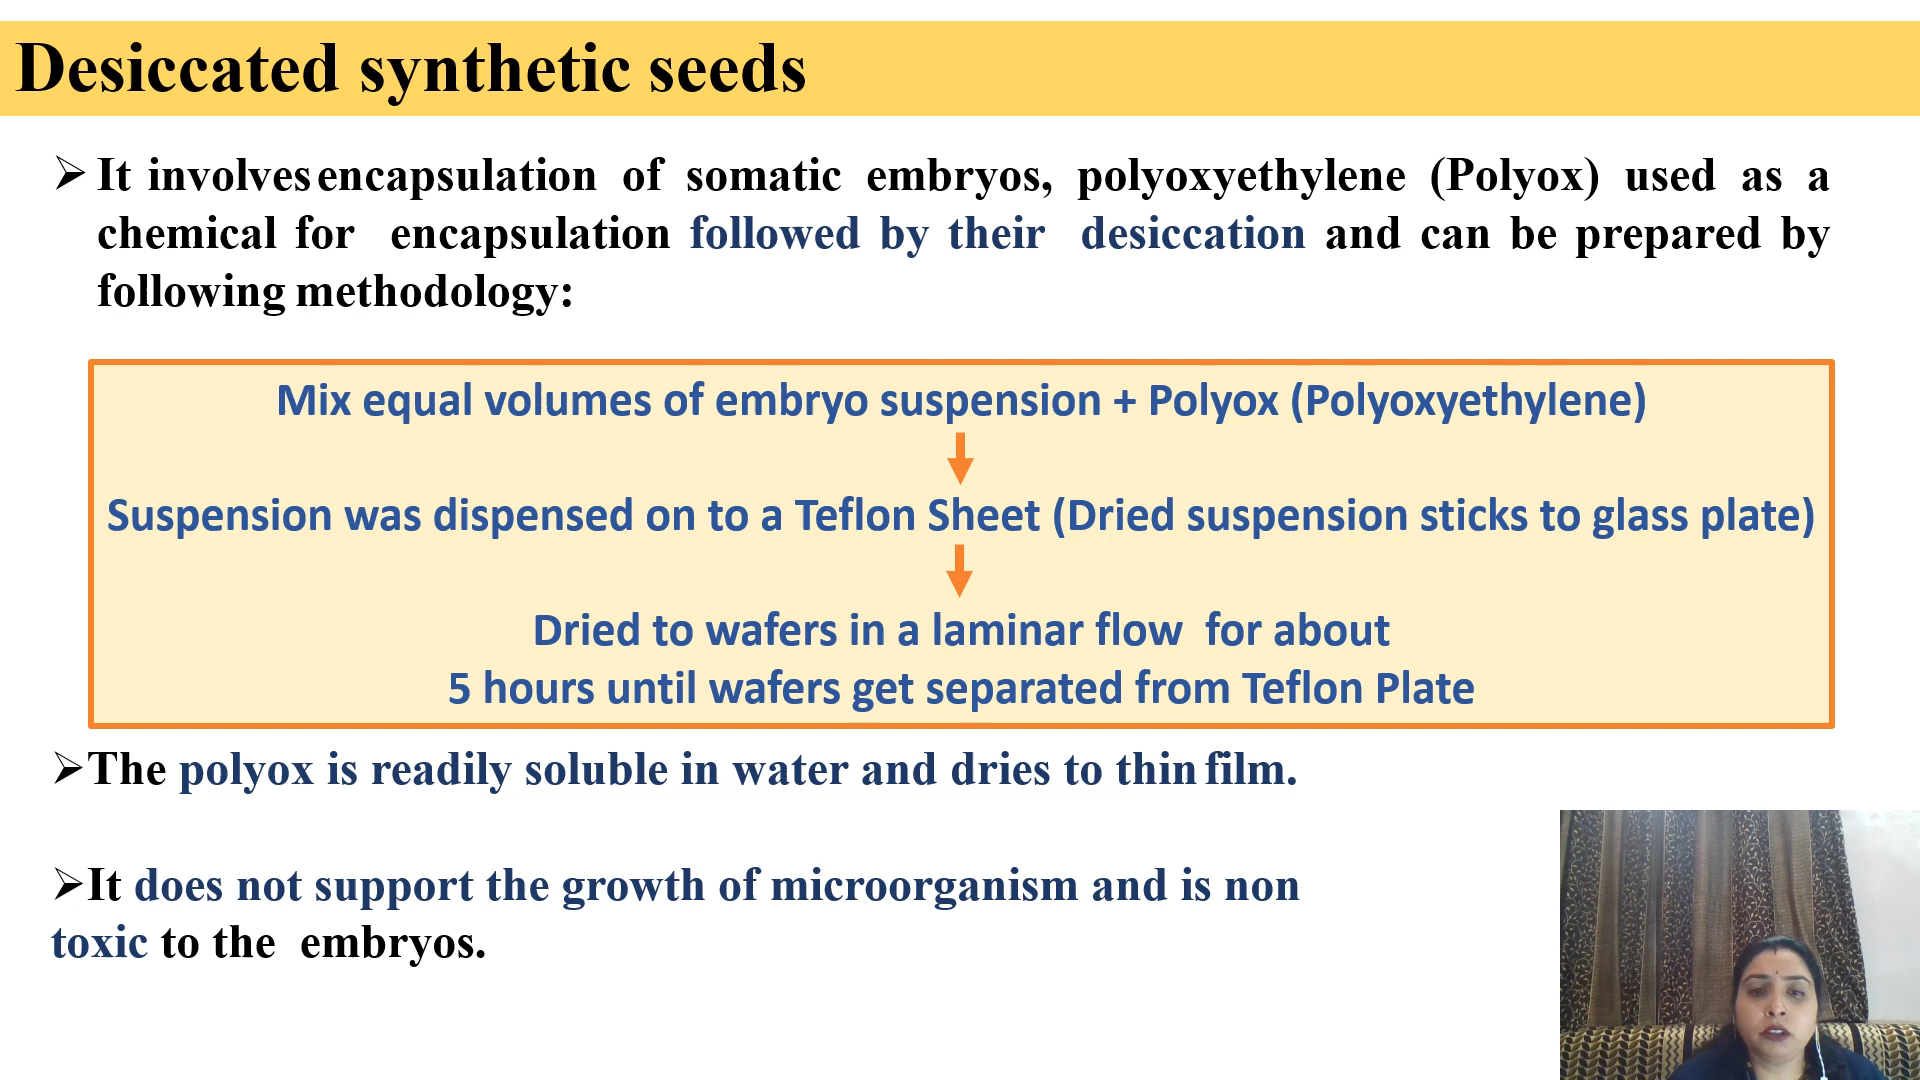 Desiccated synthetic seeds
It involves encapsulation of somatic embryos, polyoxyethylene (Polyox) used as a
chemical for encapsulation followed by their desiccation and can be prepared by
following methodology:
Mix equal volumes of embryo suspension + Polyox (Polyoxyethylene)
Suspension was dispensed on to a Teflon Sheet (Dried suspension sticks to glass plate)
Dried to wafers in a laminar flow for about
5 hours until wafers get separated from Teflon Plate
The polyox is readily soluble in water and dries to thin film.
It does not support the growth of microorganism and is non
toxic to the embryos.